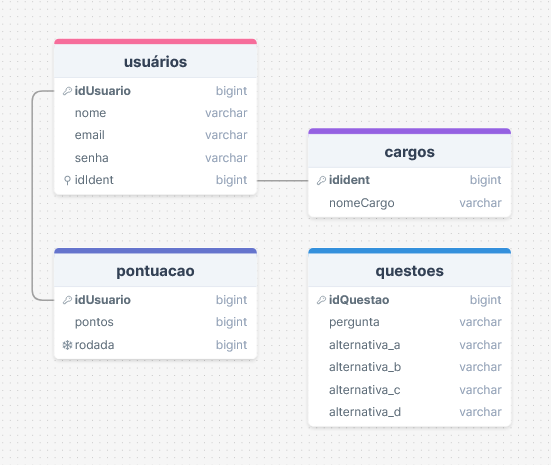 usuários
idUsuario bigint
nome varchar
email varchar
senha varchar
idIdent bigint
cargos
idident bigint
nomeCargo varchar
pontuacao
idUsuario bigint
pontos bigint
rodada bigint
questoes
idQuestao bigint
pergunta varchar
alternativa_a varchar
alternativa_b varchar
alternativa_c varchar
alternativa_d varchar